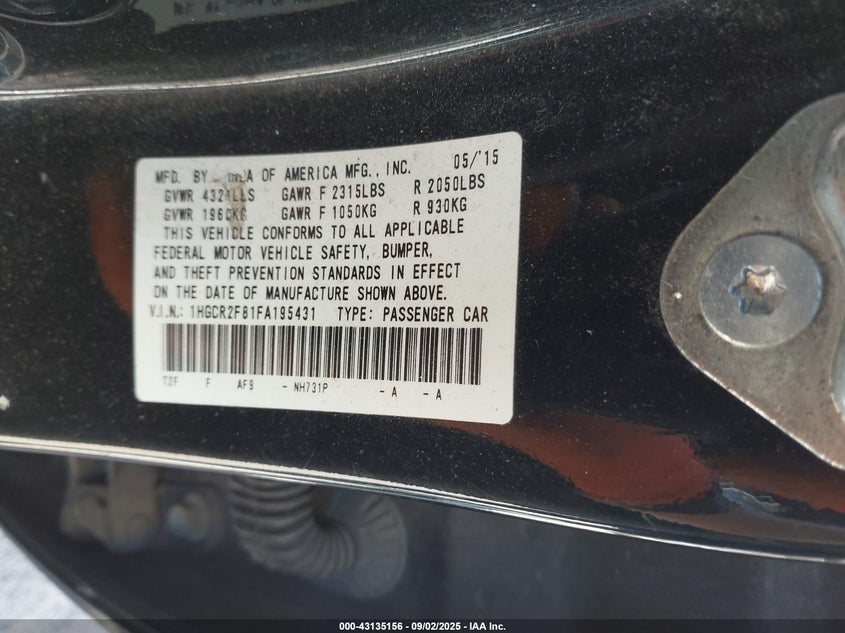 MFD. BY OF AMERICA MFG., INC. 05/'15
GVWR 4321LBS GAWR F 2315LBS R 2050LBS
GVWR 1960KG GAWR F 1050KG R 930KG
THIS VEHICLE CONFORMS TO ALL APPLICABLE
FEDERAL MOTOR VEHICLE SAFETY, BUMPER,
AND THEFT PREVENTION STANDARDS IN EFFECT
ON THE DATE OF MANUFACTURE SHOWN ABOVE.
V.I.N.: 1HGCR2F81FA195431 TYPE: PASSENGER CAR
T2F F AF9 - NH731P - A - A
000-43135156 - 09/02/2025 - IAA Inc.